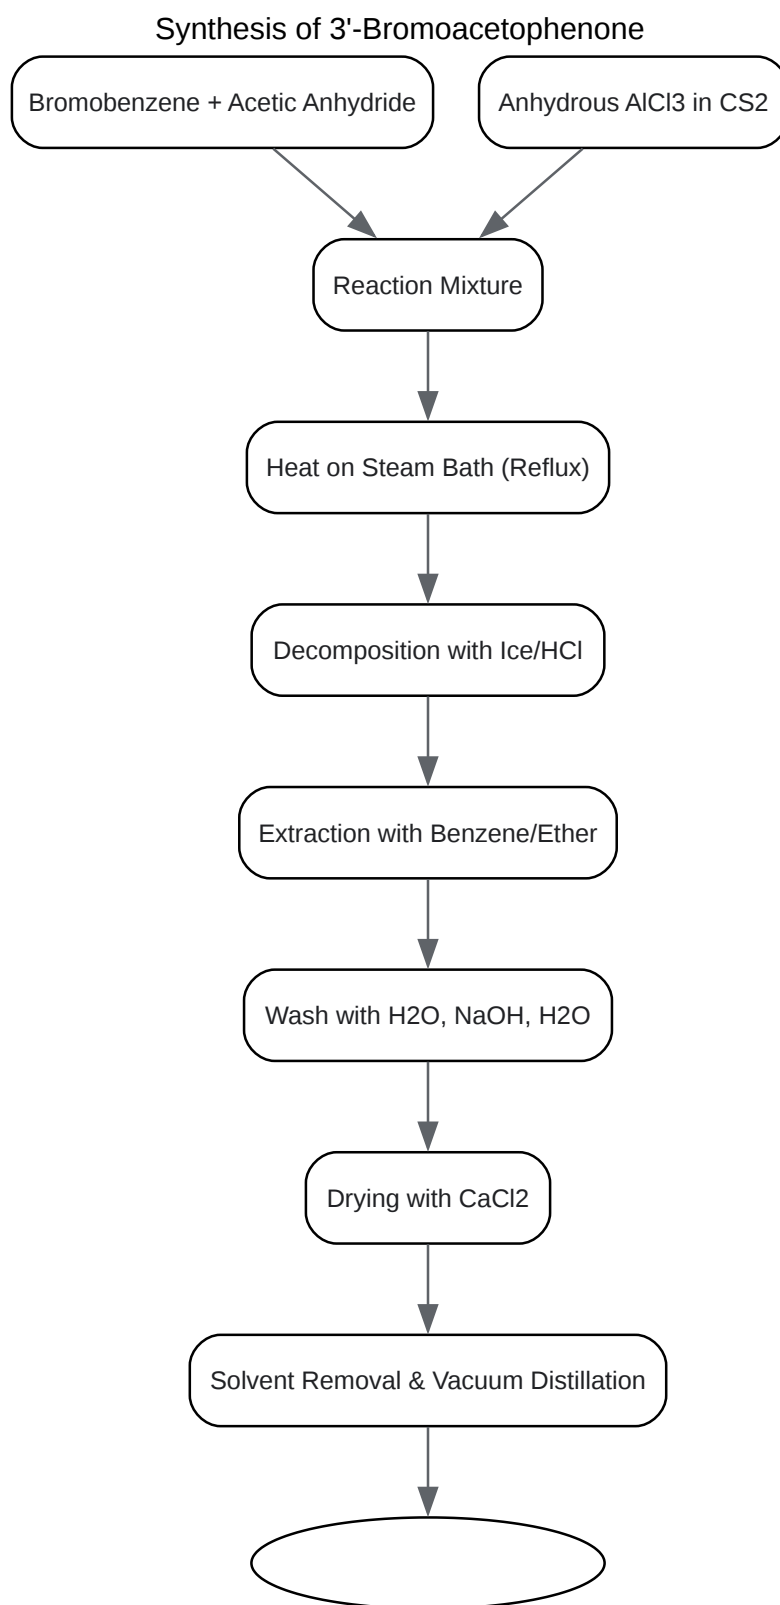 Synthesis of 3'-Bromoacetophenone
Bromobenzene + Acetic Anhydride
Anhydrous AlCl3 in CS2
Reaction Mixture
Heat on Steam Bath (Reflux)
Decomposition with Ice/HCl
Extraction with Benzene/Ether
Wash with H2O, NaOH, H2O
Drying with CaCl2
Solvent Removal & Vacuum Distillation